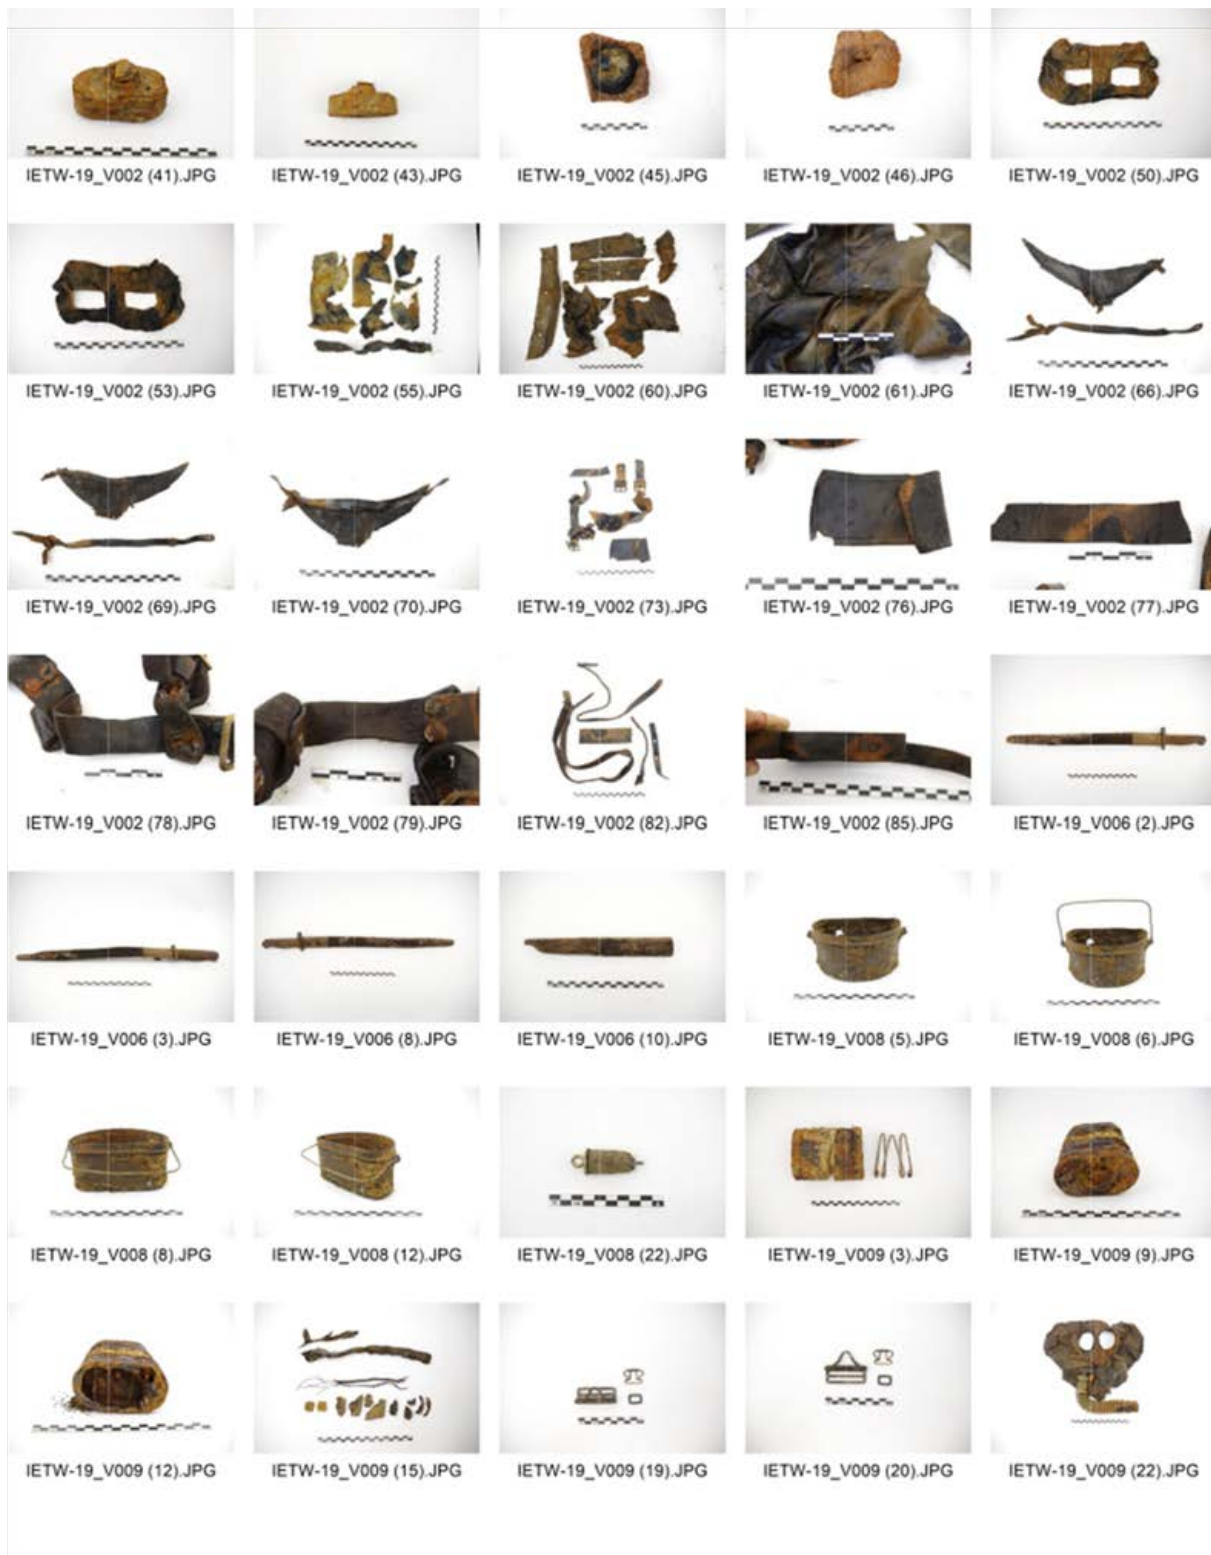 IETW-19_V002 (41).JPG IETW-19_V002 (43).JPG IETW-19_V002 (45).JPG IETW-19_V002 (46).JPG IETW-19_V002 (50).JPG
IETW-19_V002 (53).JPG IETW-19_V002 (55).JPG IETW-19_V002 (60).JPG IETW-19_V002 (61).JPG IETW-19_V002 (66).JPG
IETW-19_V002 (69).JPG IETW-19_V002 (70).JPG IETW-19_V002 (73).JPG IETW-19_V002 (76).JPG IETW-19_V002 (77).JPG
IETW-19_V002 (78).JPG IETW-19_V002 (79).JPG IETW-19_V002 (82).JPG IETW-19_V002 (85).JPG IETW-19_V006 (2).JPG
IETW-19_V006 (3).JPG IETW-19_V006 (8).JPG IETW-19_V006 (10).JPG IETW-19_V008 (5).JPG IETW-19_V008 (6).JPG
IETW-19_V008 (8).JPG IETW-19_V008 (12).JPG IETW-19_V008 (22).JPG IETW-19_V009 (3).JPG IETW-19_V009 (9).JPG
IETW-19_V009 (12).JPG IETW-19_V009 (15).JPG IETW-19_V009 (19).JPG IETW-19_V009 (20).JPG IETW-19_V009 (22).JPG